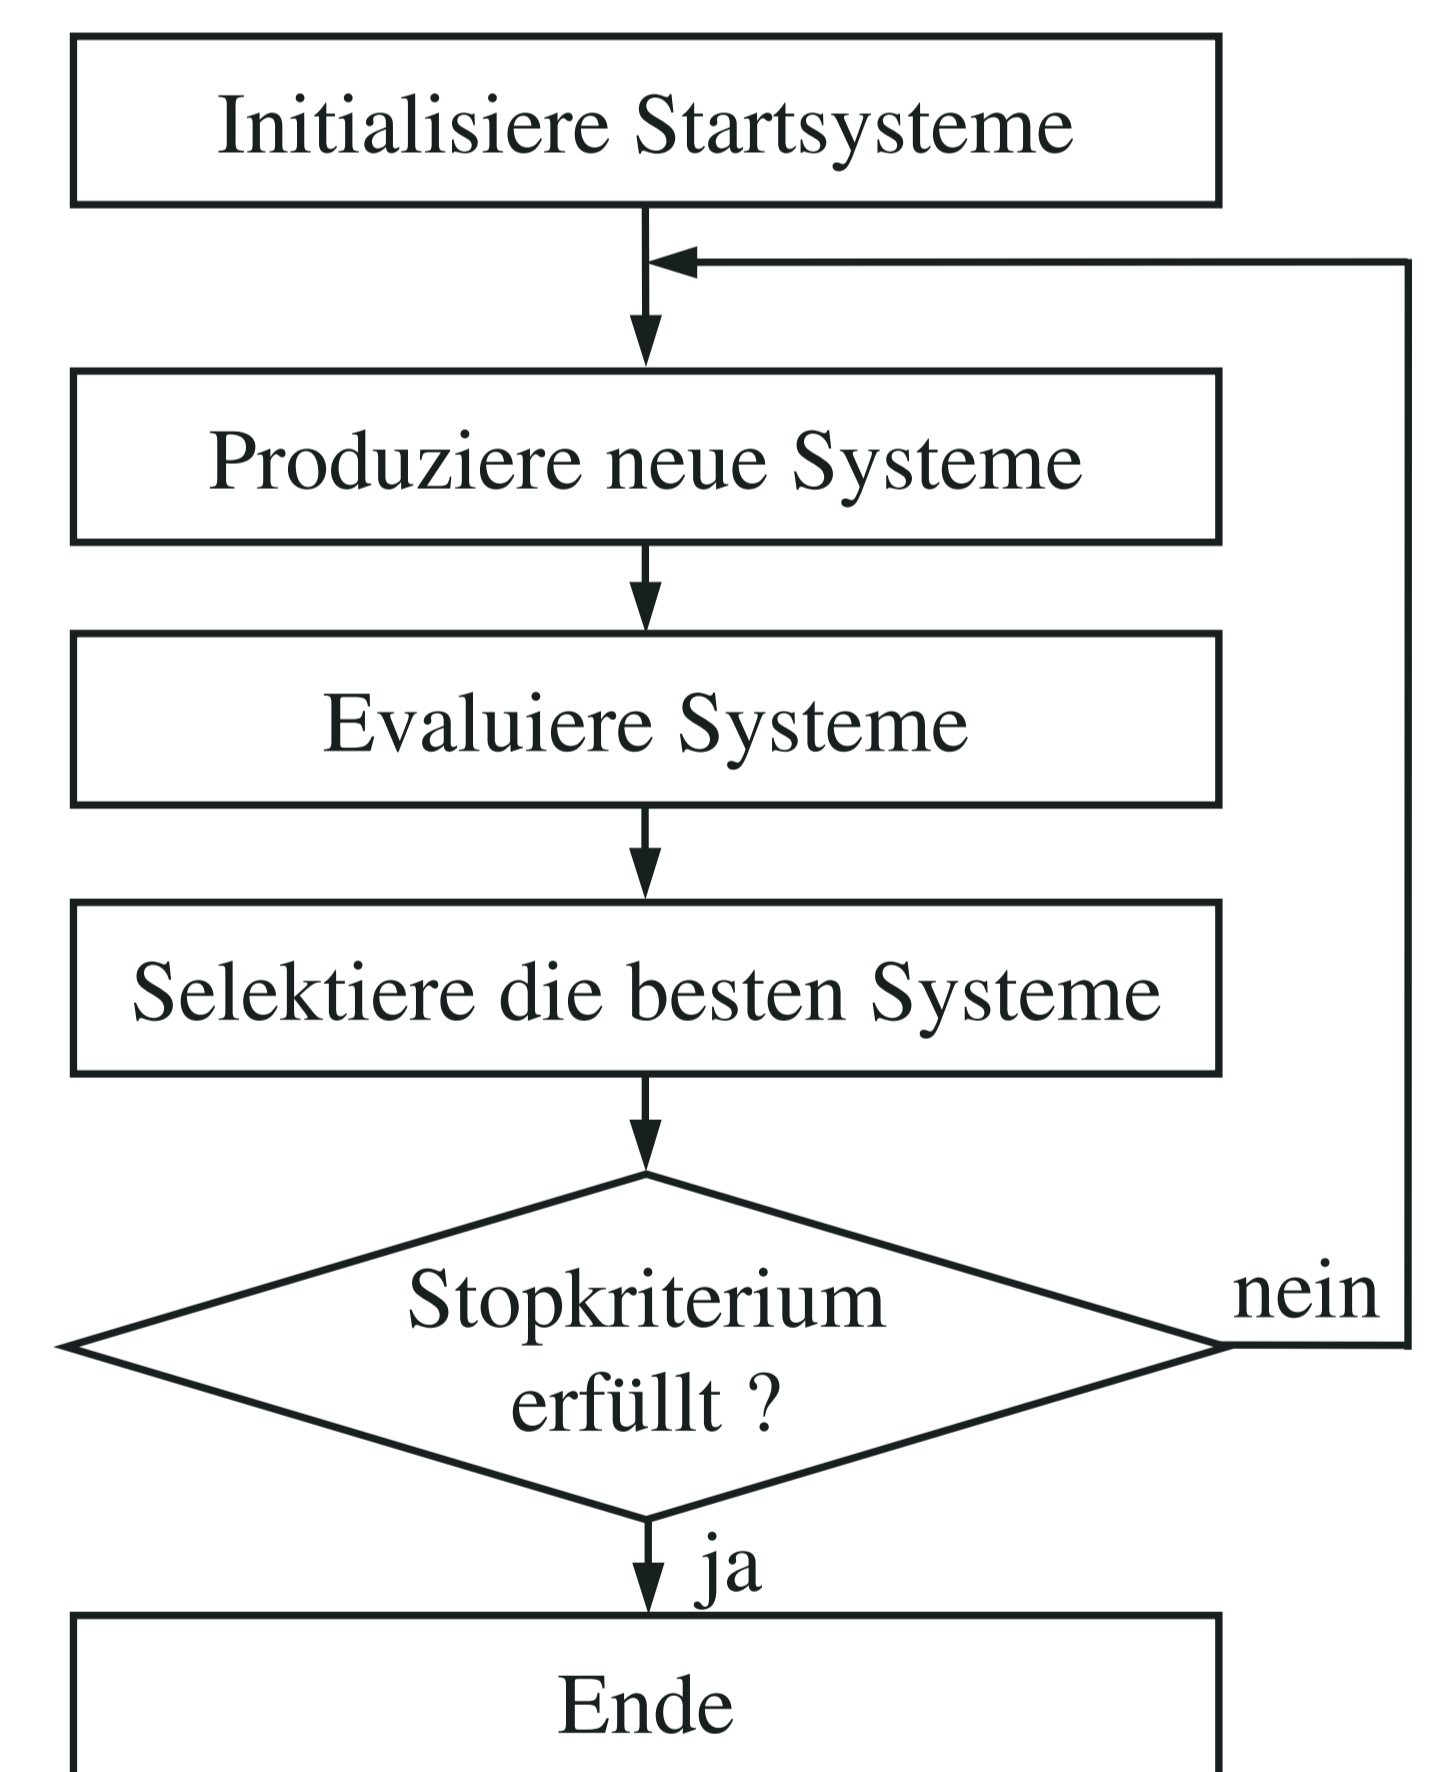 Initialisiere Startsysteme
Produziere neue Systeme
Evaluiere Systeme
Selektiere die besten Systeme
Stopkriterium
erfüllt ?
nein
ja
Ende